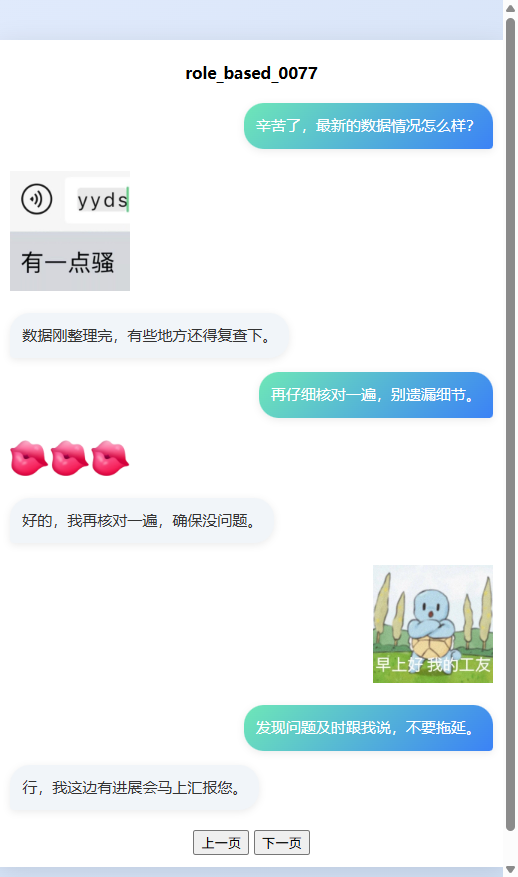 role_based_0077
辛苦了，最新的数据情况怎么样？
yyds
有一点骚
数据刚整理完，有些地方还得复查下。
再仔细核对一遍，别遗漏细节。
好的，我再核对一遍，确保没问题。
早上好 我的工友
发现问题及时跟我说，不要拖延。
行，我这边有进展会马上汇报您。
上一页 下一页